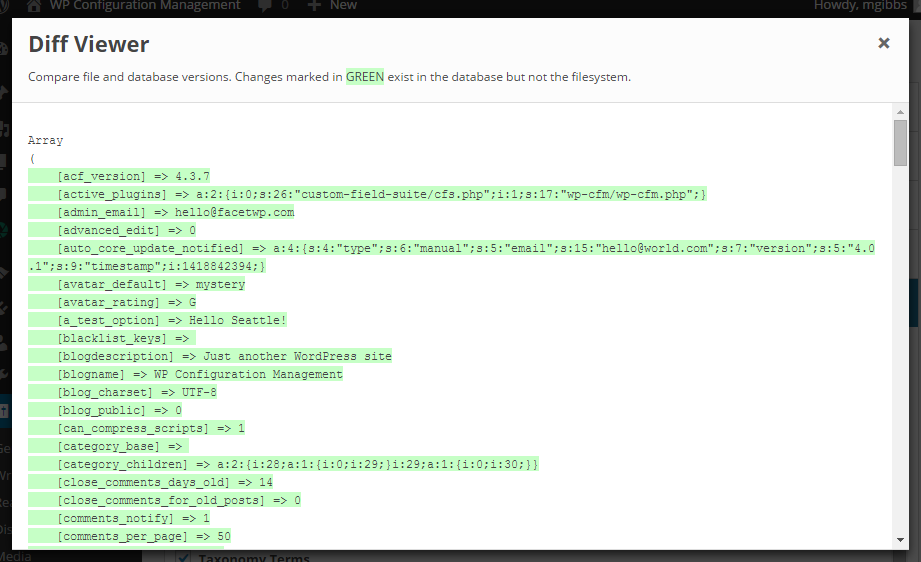 WP Configuration Management 0 New Howdy, mgibbs
Diff Viewer
×
Compare file and database versions. Changes marked in GREEN exist in the database but not the filesystem.
Array
(
[acf_version] => 4.3.7
[active_plugins] => a:2:{i:0;s:26:"custom-field-suite/cfs.php";i:1;s:17:"wp-cfm/wp-cfm.php";}
[admin_email] => hello@facetwp.com
[advanced_edit] => 0
[auto_core_update_notified] => a:4:{s:4:"type";s:6:"manual";s:5:"email";s:15:"hello@world.com";s:7:"version";s:5:"4.0
.1";s:9:"timestamp";i:1418842394;}
[avatar_default] => mystery
[avatar_rating] => G
[a_test_option] => Hello Seattle!
[blacklist_keys] =>
[blogdescription] => Just another WordPress site
[blogname] => WP Configuration Management
[blog_charset] => UTF-8
[blog_public] => 0
[can_compress_scripts] => 1
[category_base] =>
[category_children] => a:2:{i:28;a:1:{i:0;i:29;}i:29;a:1:{i:0;i:30;}}
[close_comments_days_old] => 14
[close_comments_for_old_posts] => 0
[comments_notify] => 1
[comments_per_page] => 50
Media
Taxonomy Terms